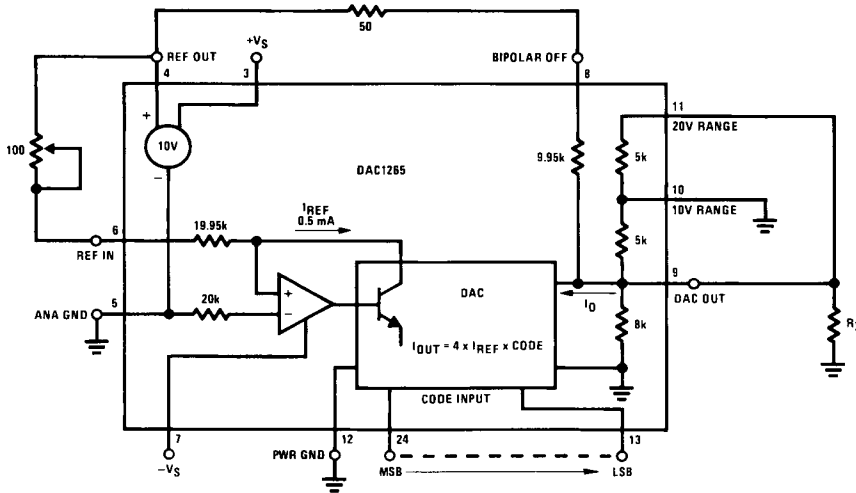 50
REF OUT
+VS
BIPOLAR OFF
4
3
8
11
20V RANGE
+
10V
−
100
DAC1265
9.95k
5k
10
10V RANGE
IREF
0.5 mA
6
19.95k
REF IN
5k
9
DAC OUT
+
DAC
IO
5
ANA GND
20k
−
8k
IOUT = 4 x IREF x CODE
CODE INPUT
7
−VS
12
PWR GND
24
MSB
13
LSB